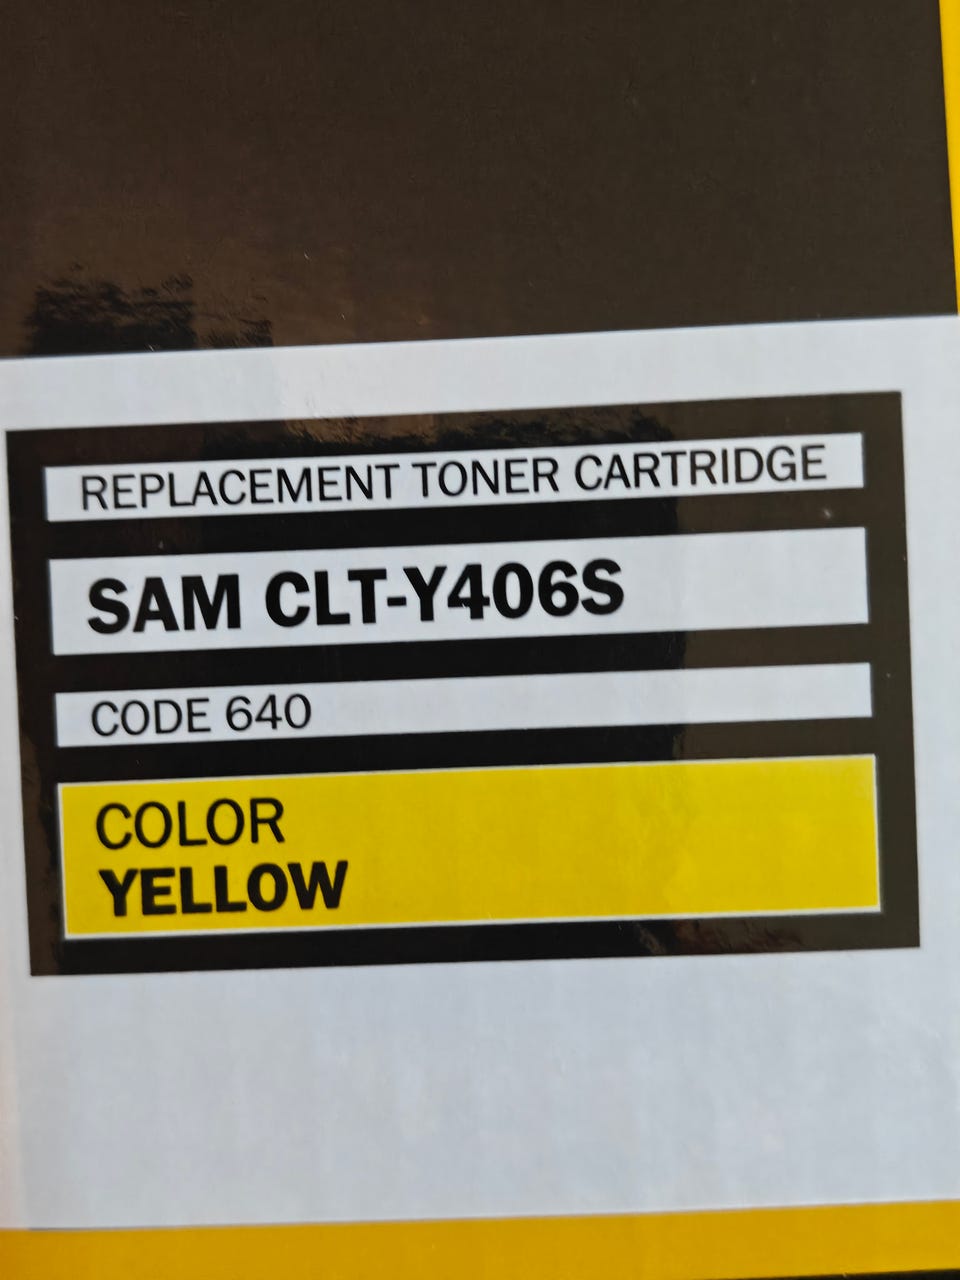 REPLACEMENT TONER CARTRIDGE
SAM CLT-Y406S
CODE 640
COLOR
YELLOW